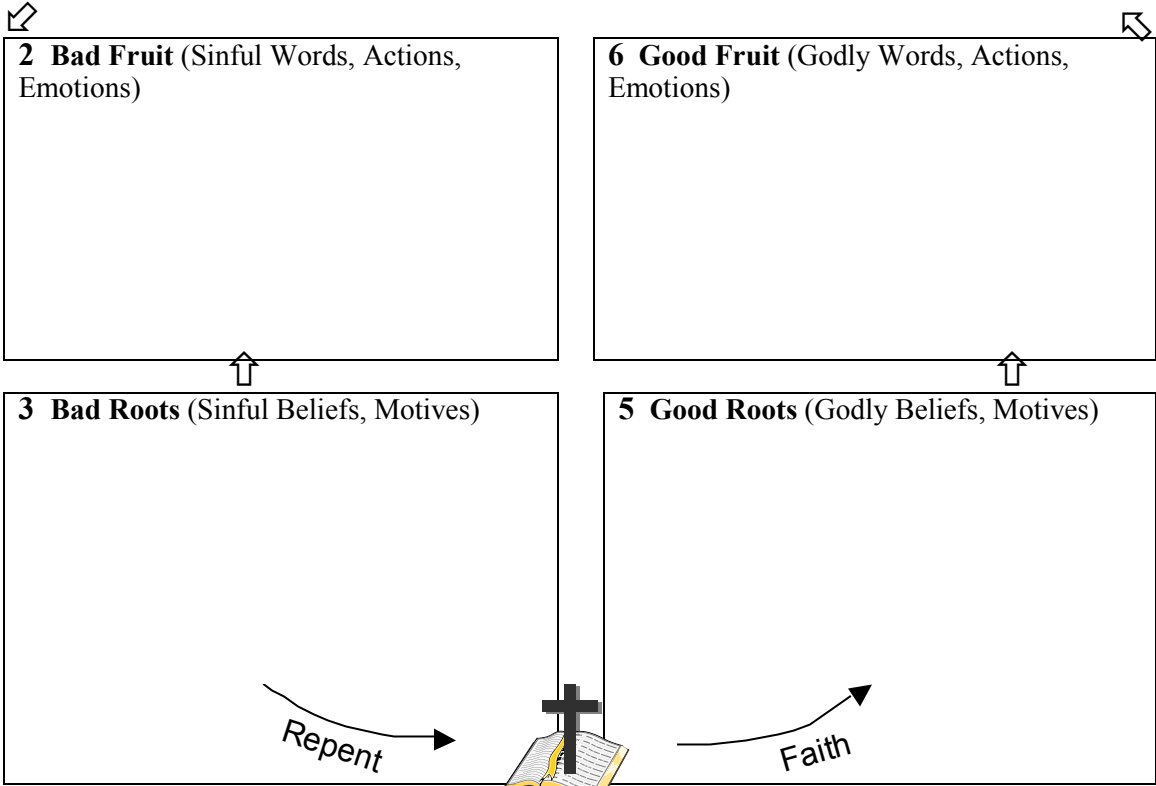 2 Bad Fruit (Sinful Words, Actions,
Emotions)
6 Good Fruit (Godly Words, Actions,
Emotions)
3 Bad Roots (Sinful Beliefs, Motives)
5 Good Roots (Godly Beliefs, Motives)
Repent
Faith